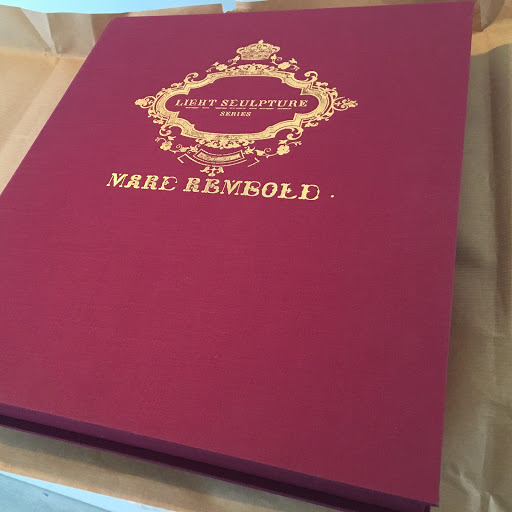 LIGHT SCULPTURE
SERIES
MARC REMBOLD .